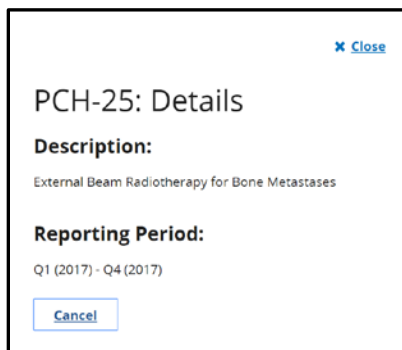 ✖ Close
PCH-25: Details
Description:
External Beam Radiotherapy for Bone Metastases
Reporting Period:
Q1 (2017) - Q4 (2017)
Cancel